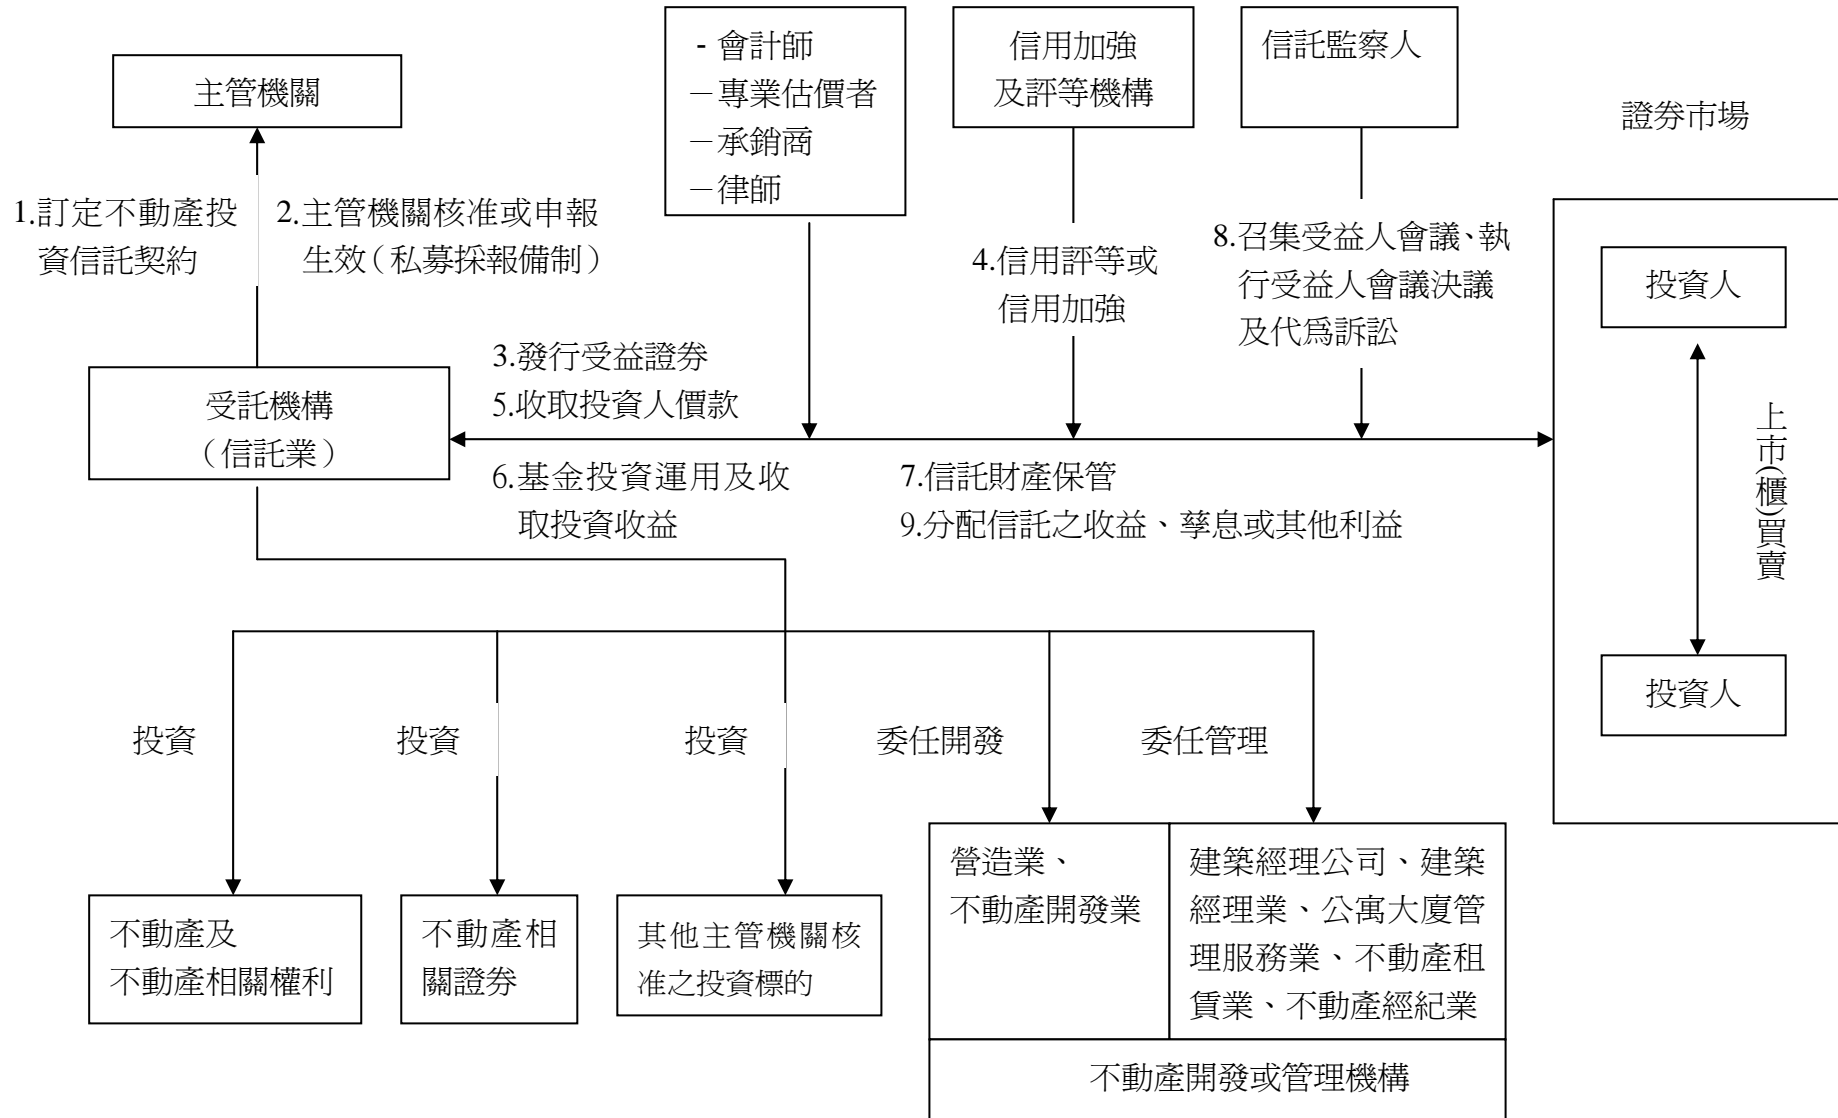 主管機關
- 會計師
－專業估價者
－承銷商
－律師
信用加強
及評等機構
信託監察人
證券市場
1.訂定不動產投
資信託契約
2.主管機關核准或申報
生效（私募採報備制）
4.信用評等或
信用加強
8.召集受益人會議、執
行受益人會議決議
及代為訴訟
投資人
上市(櫃)買賣
投資人
受託機構
（信託業）
3.發行受益證券
5.收取投資人價款
6.基金投資運用及收
取投資收益
7.信託財產保管
9.分配信託之收益、孳息或其他利益
投資
投資
投資
委任開發
委任管理
不動產及
不動產相關權利
不動產相
關證券
其他主管機關核
准之投資標的
營造業、
不動產開發業
建築經理公司、建築
經理業、公寓大廈管
理服務業、不動產租
賃業、不動產經紀業
不動產開發或管理機構